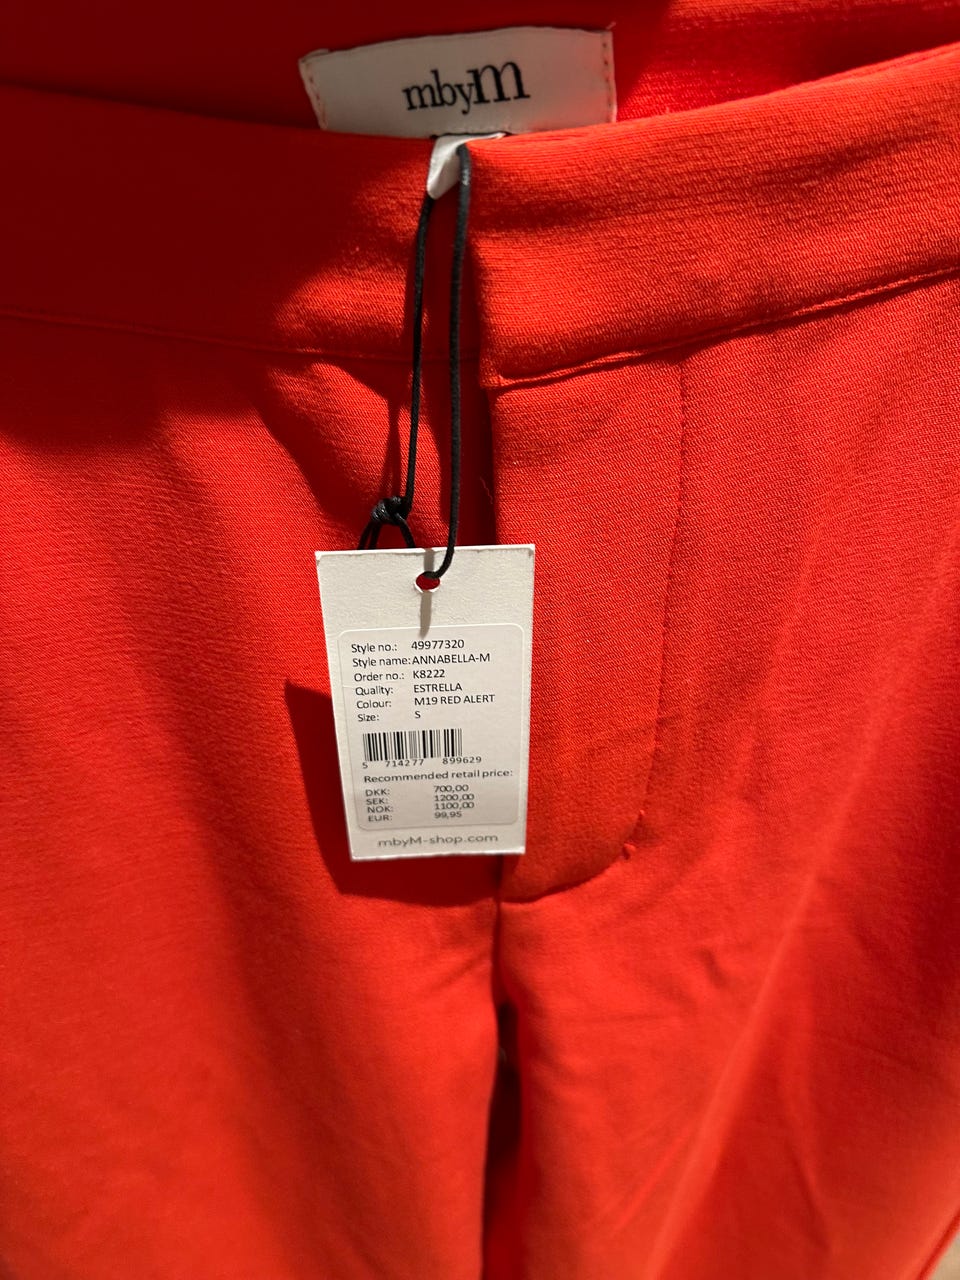 mbyM
Style no.: 49977320
Style name: ANNABELLA-M
Order no.: K8222
Quality: ESTRELLA
Colour: M19 RED ALERT
Size: S
5 714277 899629
Recommended retail price:
DKK: 700,00
SEK: 1200,00
NOK: 1100,00
EUR: 99,95
mbyM-shop.com